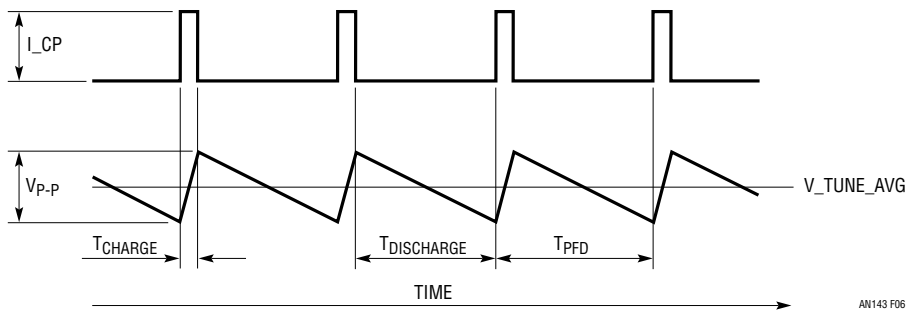 I_CP
VP-P
V_TUNE_AVG
TCHARGE
TDISCHARGE
TPFD
TIME
AN143 F06